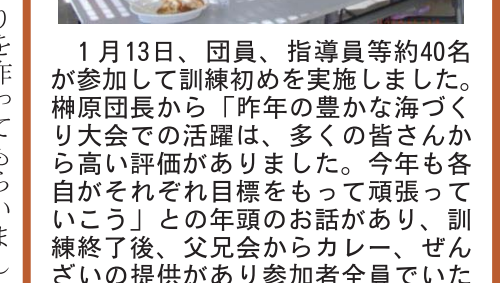 １月13日、団員、指導員等約40名
が参加して訓練初めを実施しました。
榊原団長から「昨年の豊かな海づく
り大会での活躍は、多くの皆さんか
ら高い評価がありました。今年も各
自がそれぞれ目標をもって頑張って
いこう」との年頭のお話があり、訓
練終了後、父兄会からカレー、ぜん
ざいの提供があり参加者全員でいた